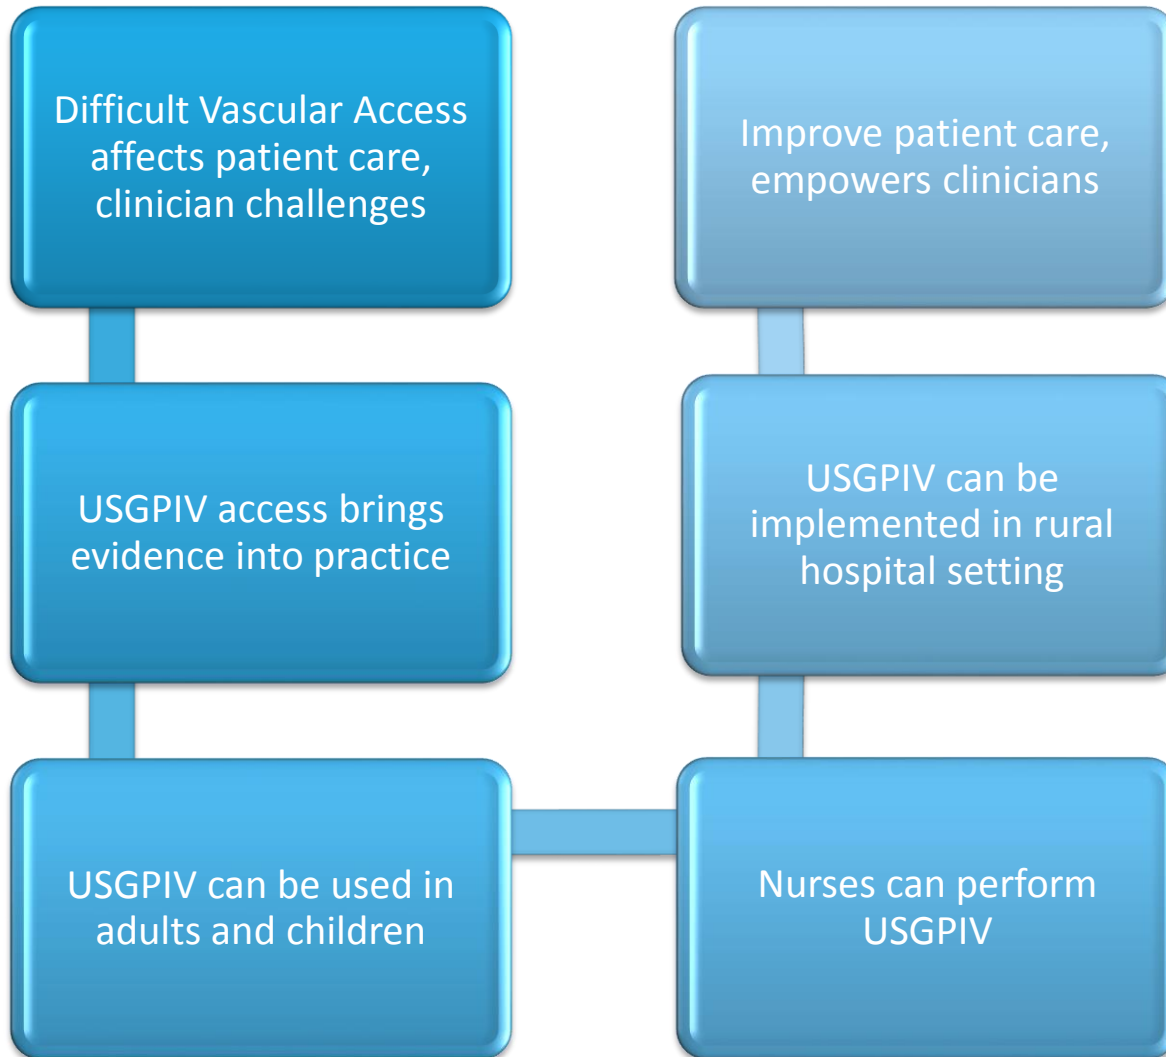 Difficult Vascular Access
affects patient care,
clinician challenges
USGPIV access brings
evidence into practice
USGPIV can be used in
adults and children
Nurses can perform
USGPIV
USGPIV can be
implemented in rural
hospital setting
Improve patient care,
empowers clinicians